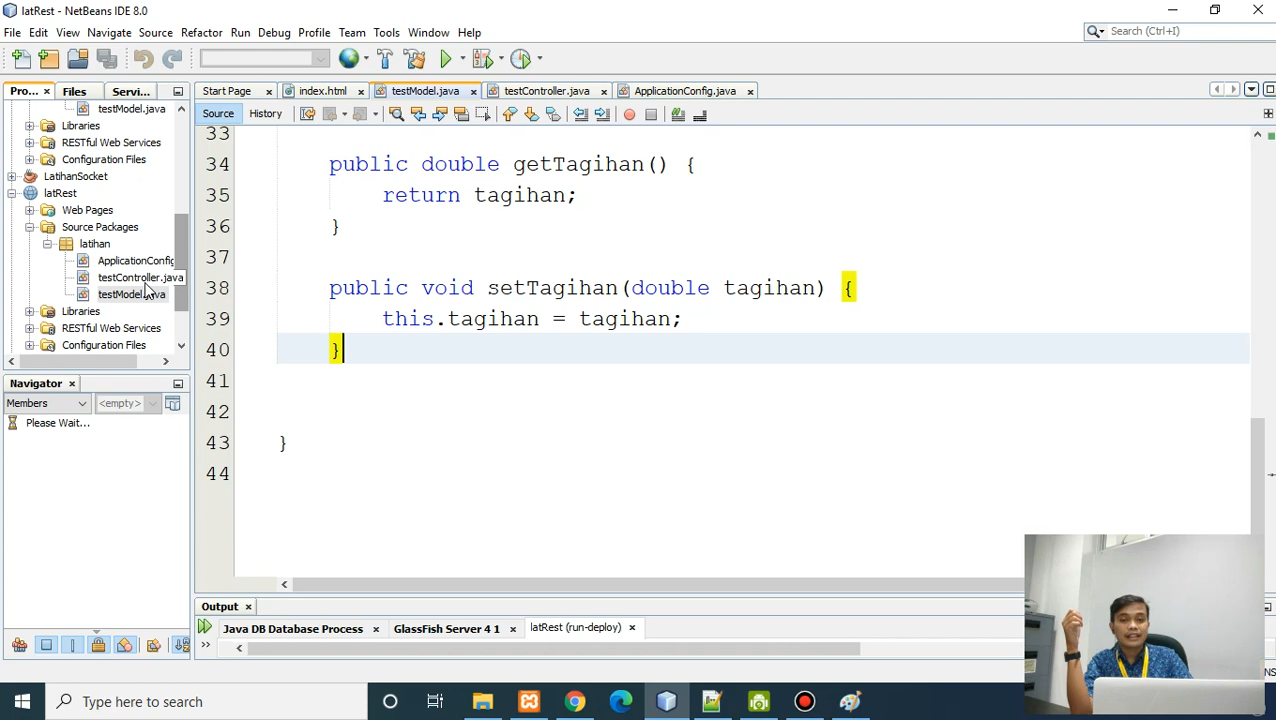 latRest - NetBeans IDE 8.0
File Edit View Navigate Source Refactor Run Debug Profile Team Tools Window Help
Search (Ctrl+I)
Pro... Files Servi...
Start Page index.html testModel.java testController.java ApplicationConfig.java
Source History
testModel.java
Libraries
RESTful Web Services
Configuration Files
LatihanSocket
latRest
Web Pages
Source Packages
latihan
ApplicationConfig
testController.java
testModel.java
Libraries
RESTful Web Services
Configuration Files
33
34 public double getTagihan() {
35 return tagihan;
36 }
37
38 public void setTagihan(double tagihan) {
39 this.tagihan = tagihan;
40 }
41
42
43 }
44
Navigator
Members <empty>
Please Wait...
Output
Java DB Database Process GlassFish Server 4 1 latRest (run-deploy)
Type here to search